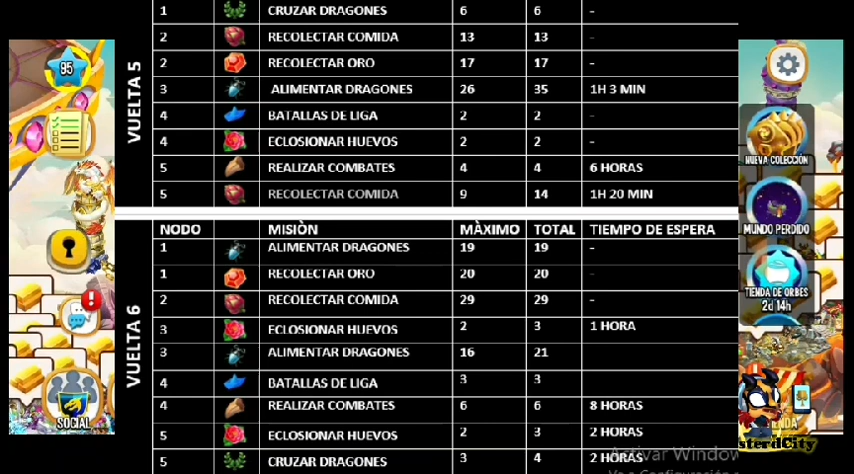 VUELTA 5
1 CRUZAR DRAGONES 6 6 -
2 RECOLECTAR COMIDA 13 13 -
2 RECOLECTAR ORO 17 17 -
3 ALIMENTAR DRAGONES 26 35 1H 3 MIN
4 BATALLAS DE LIGA 2 2 -
4 ECLOSIONAR HUEVOS 2 2 -
5 REALIZAR COMBATES 4 4 6 HORAS
5 RECOLECTAR COMIDA 9 14 1H 20 MIN
VUELTA 6
NODO MISIÒN MÀXIMO TOTAL TIEMPO DE ESPERA
1 ALIMENTAR DRAGONES 19 19 -
1 RECOLECTAR ORO 20 20 -
2 RECOLECTAR COMIDA 29 29 -
3 ECLOSIONAR HUEVOS 2 3 1 HORA
3 ALIMENTAR DRAGONES 16 21
4 BATALLAS DE LIGA 3 3
4 REALIZAR COMBATES 6 6 8 HORAS
5 ECLOSIONAR HUEVOS 2 3 2 HORAS
5 CRUZAR DRAGONES 3 4 2 HORAS
95
SOCIAL
NUEVA COLECCIÓN
MUNDO PERDIDO
TIENDA DE ORBES
2d 14h
sterdCity
Activar Window